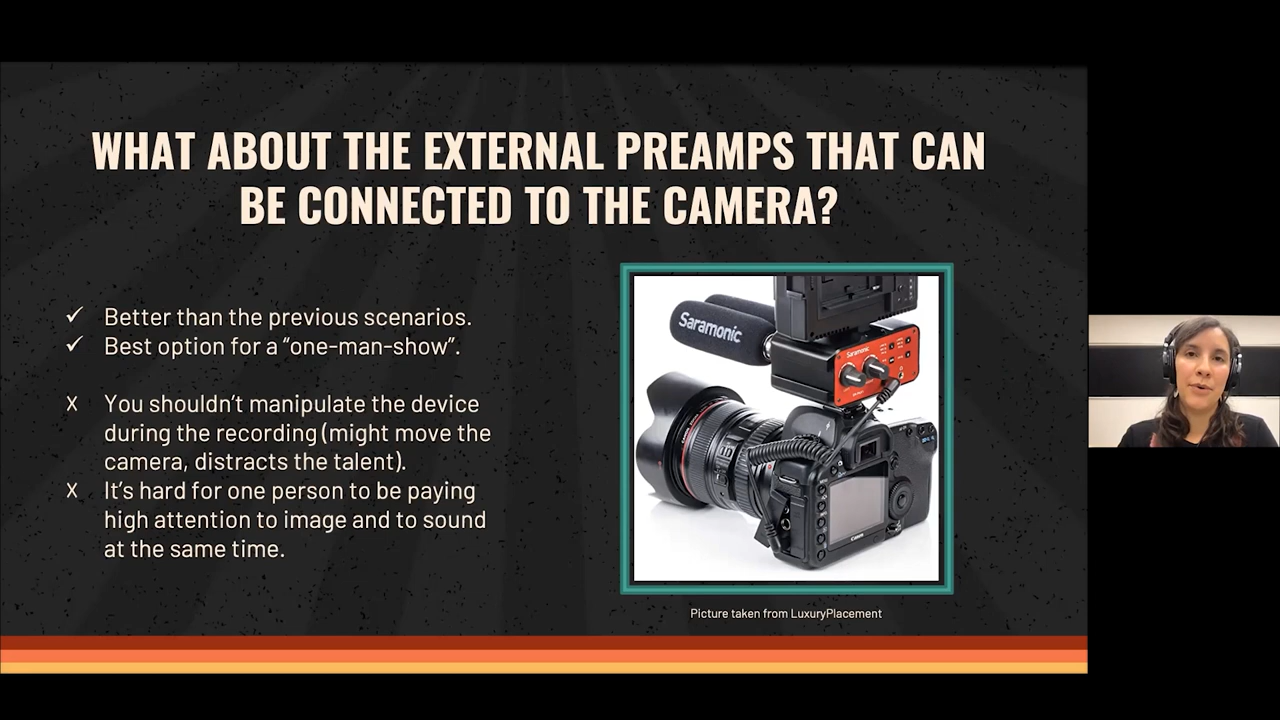 WHAT ABOUT THE EXTERNAL PREAMPS THAT CAN
BE CONNECTED TO THE CAMERA?
✓ Better than the previous scenarios.
✓ Best option for a “one-man-show”.
X You shouldn’t manipulate the device
during the recording (might move the
camera, distracts the talent).
X It’s hard for one person to be paying
high attention to image and to sound
at the same time.
Saramonic
Saramonic
Canon
Picture taken from LuxuryPlacement